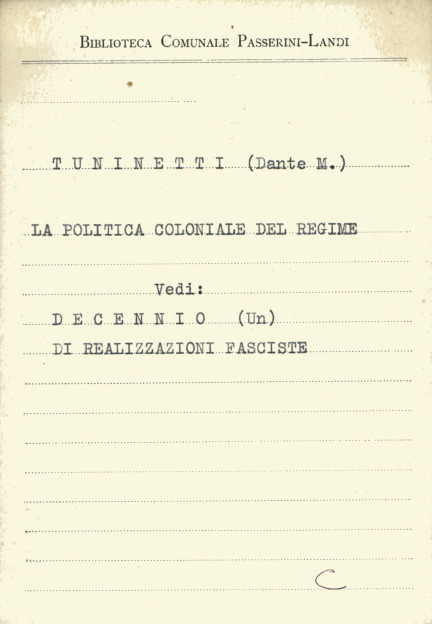 BIBLIOTECA COMUNALE PASSERINI-LANDI
T U N I N E T T I (Dante M.)
LA POLITICA COLONIALE DEL REGIME
Vedi:
D E C E N N I O (Un)
DI REALIZZAZIONI FASCISTE
C